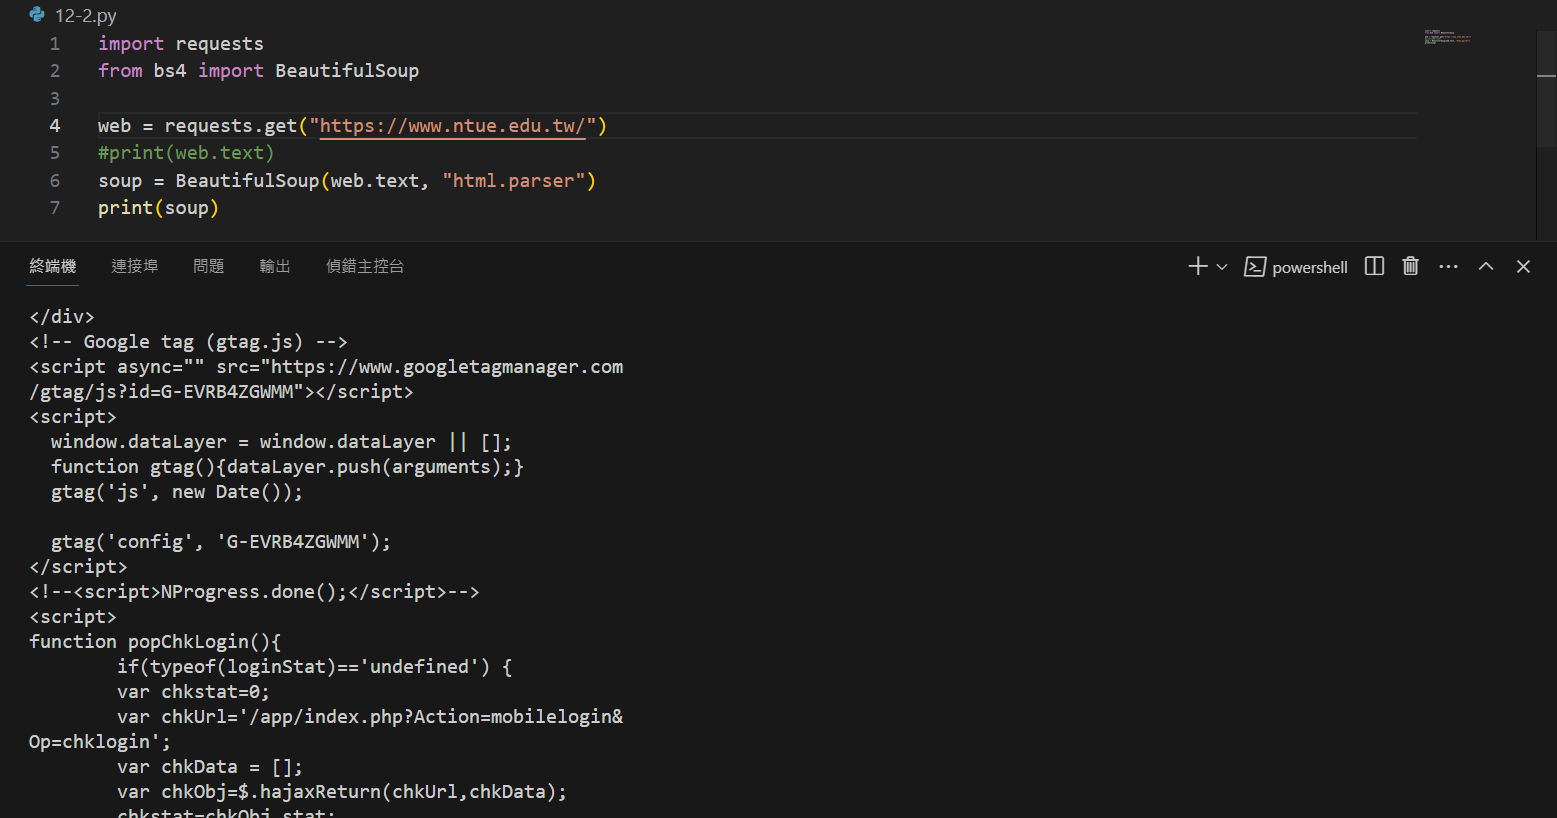 12-2.py
1 import requests
2 from bs4 import BeautifulSoup
3
4 web = requests.get("https://www.ntue.edu.tw/")
5 #print(web.text)
6 soup = BeautifulSoup(web.text, "html.parser")
7 print(soup)
終端機 連接埠 問題 輸出 偵錯主控台 powershell
</div>
<!-- Google tag (gtag.js) -->
<script async="" src="https://www.googletagmanager.com
/gtag/js?id=G-EVRB4ZGWMM"></script>
<script>
  window.dataLayer = window.dataLayer || [];
  function gtag(){dataLayer.push(arguments);}
  gtag('js', new Date());

  gtag('config', 'G-EVRB4ZGWMM');
</script>
<!--<script>NProgress.done();</script>-->
<script>
function popChkLogin(){
        if(typeof(loginStat)=='undefined') {
        var chkstat=0;
        var chkUrl='/app/index.php?Action=mobilelogin&
Op=chklogin';
        var chkData = [];
        var chkObj=$.hajaxReturn(chkUrl,chkData);
        chkstat=chkObj.stat;